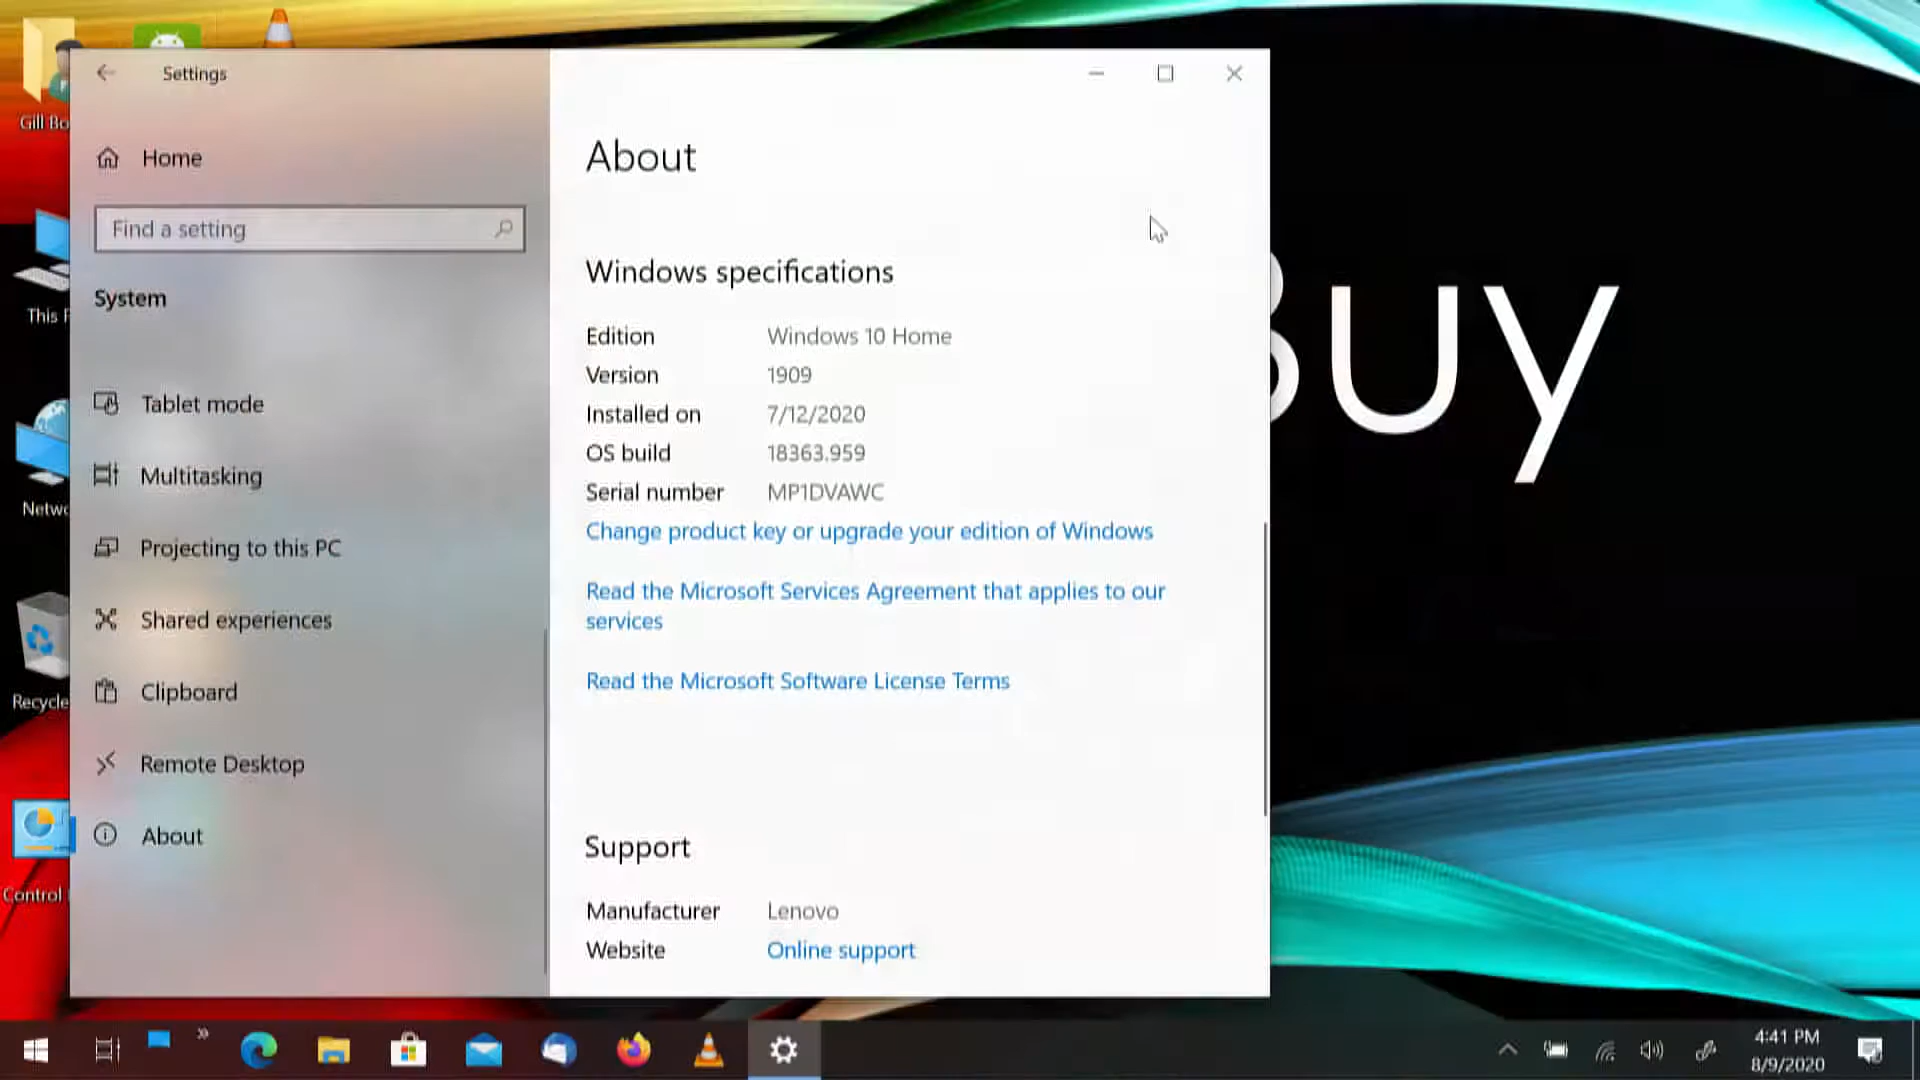 Gill Bo
Settings
Home
Find a setting
System
Tablet mode
Multitasking
Projecting to this PC
Shared experiences
Clipboard
Remote Desktop
About
About
Windows specifications
Edition Windows 10 Home
Version 1909
Installed on 7/12/2020
OS build 18363.959
Serial number MP1DVAWC
Change product key or upgrade your edition of Windows
Read the Microsoft Services Agreement that applies to our
services
Read the Microsoft Software License Terms
Support
Manufacturer Lenovo
Website Online support
This P
Netwo
Recycle
Control
Buy
4:41 PM
8/9/2020